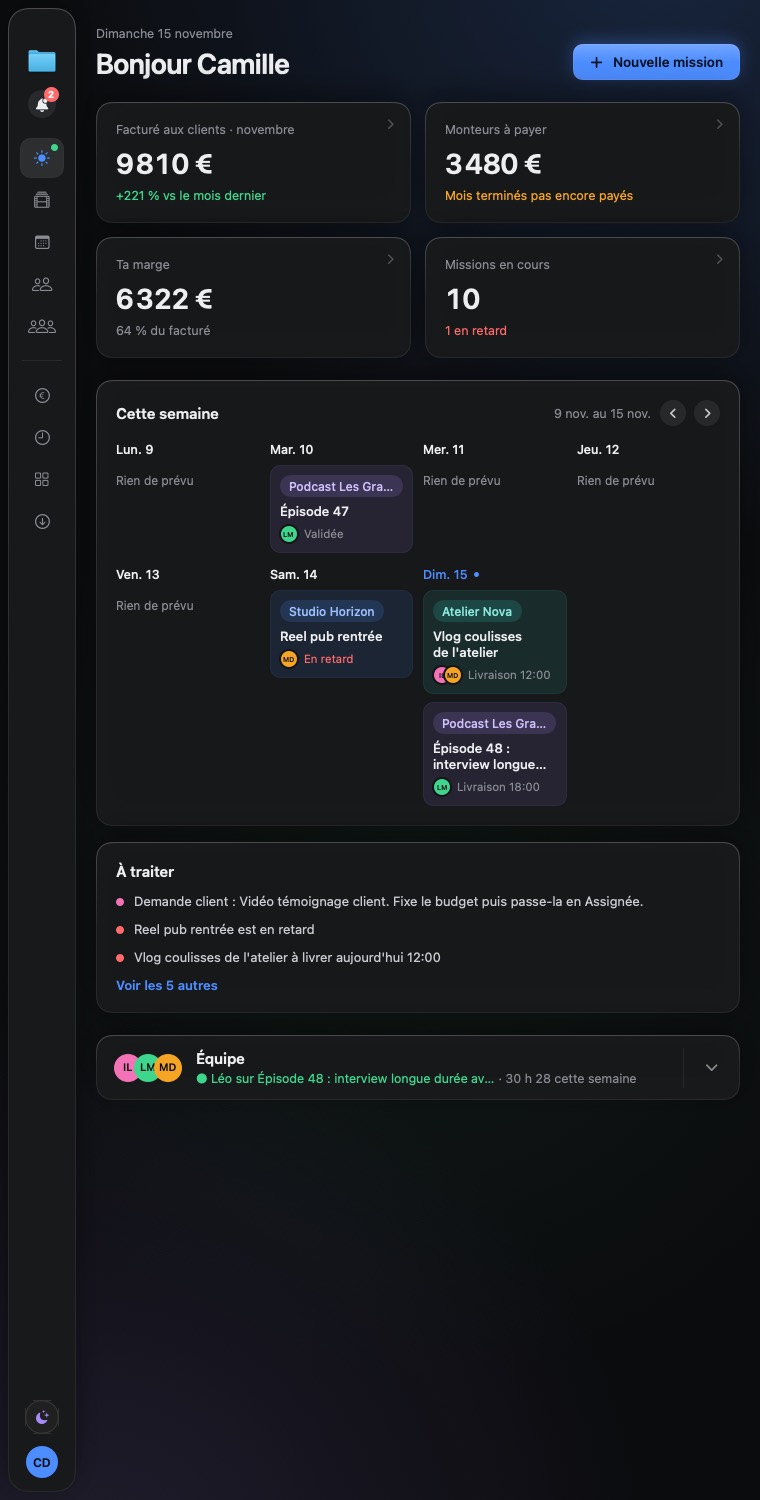 Dimanche 15 novembre
Bonjour Camille
Nouvelle mission
2
Facturé aux clients · novembre
9 810 €
+221 % vs le mois dernier
Monteurs à payer
3 480 €
Mois terminés pas encore payés
Ta marge
6 322 €
64 % du facturé
Missions en cours
10
1 en retard
Cette semaine
9 nov. au 15 nov.
Lun. 9
Rien de prévu
Mar. 10
Podcast Les Gra...
Épisode 47
LM Validée
Mer. 11
Rien de prévu
Jeu. 12
Rien de prévu
Ven. 13
Rien de prévu
Sam. 14
Studio Horizon
Reel pub rentrée
MD En retard
Dim. 15
Atelier Nova
Vlog coulisses
de l'atelier
MD Livraison 12:00
Podcast Les Gra...
Épisode 48 :
interview longue...
LM Livraison 18:00
À traiter
Demande client : Vidéo témoignage client. Fixe le budget puis passe-la en Assignée.
Reel pub rentrée est en retard
Vlog coulisses de l'atelier à livrer aujourd'hui 12:00
Voir les 5 autres
IL LM MD
Équipe
Léo sur Épisode 48 : interview longue durée av... · 30 h 28 cette semaine
CD